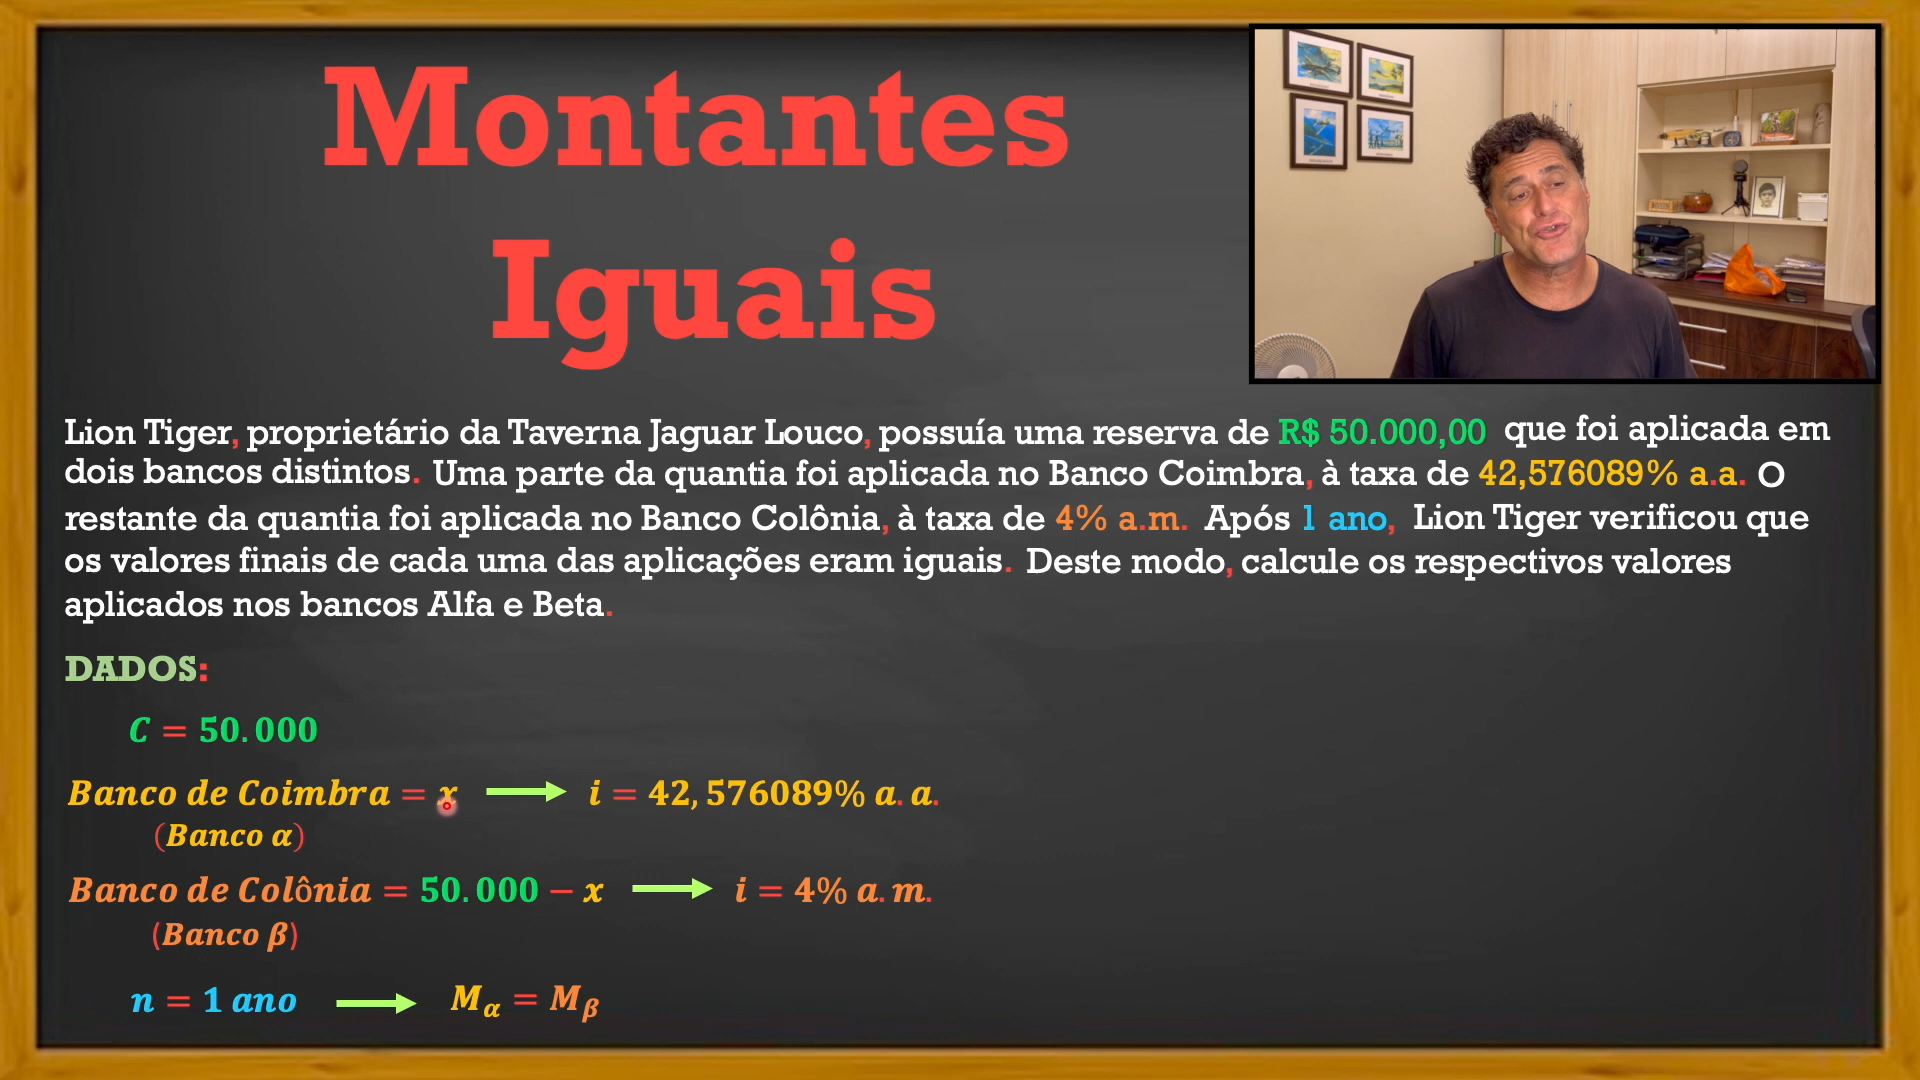 Montantes
Iguais
Lion Tiger, proprietário da Taverna Jaguar Louco, possuía uma reserva de R$ 50.000,00 que foi aplicada em
dois bancos distintos. Uma parte da quantia foi aplicada no Banco Coimbra, à taxa de 42,576089% a.a. O
restante da quantia foi aplicada no Banco Colônia, à taxa de 4% a.m. Após 1 ano, Lion Tiger verificou que
os valores finais de cada uma das aplicações eram iguais. Deste modo, calcule os respectivos valores
aplicados nos bancos Alfa e Beta.
DADOS:
C = 50.000
Banco de Coimbra = x → i = 42,576089% a.a.
(Banco α)
Banco de Colônia = 50.000 − x → i = 4% a.m.
(Banco β)
n = 1 ano → Mα = Mβ